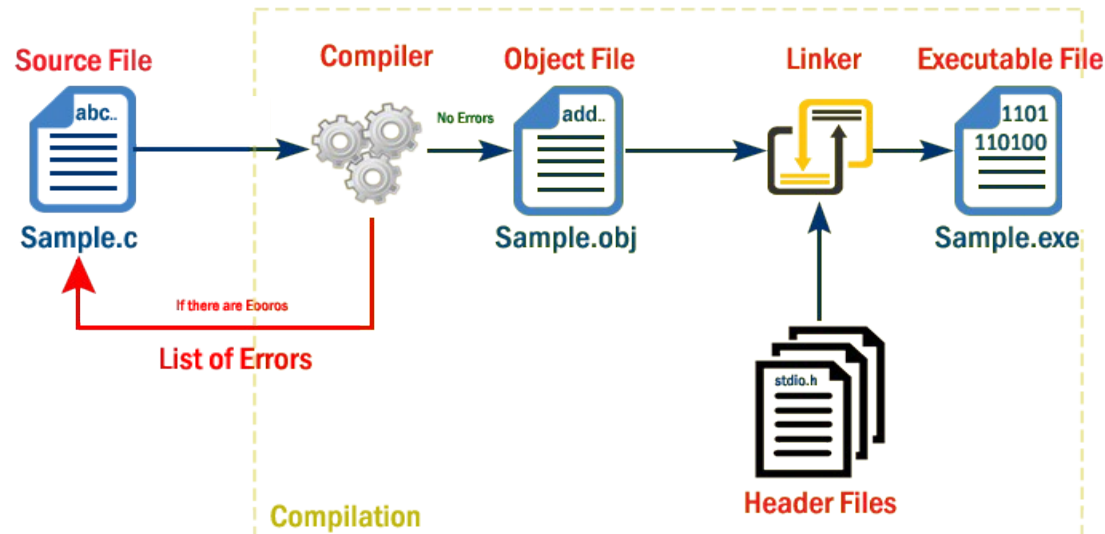 Source File
Compiler
Object File
Linker
Executable File
abc..
No Errors
add..
1101
110100
Sample.c
Sample.obj
Sample.exe
If there are Eooros
List of Errors
stdio.h
Header Files
Compilation